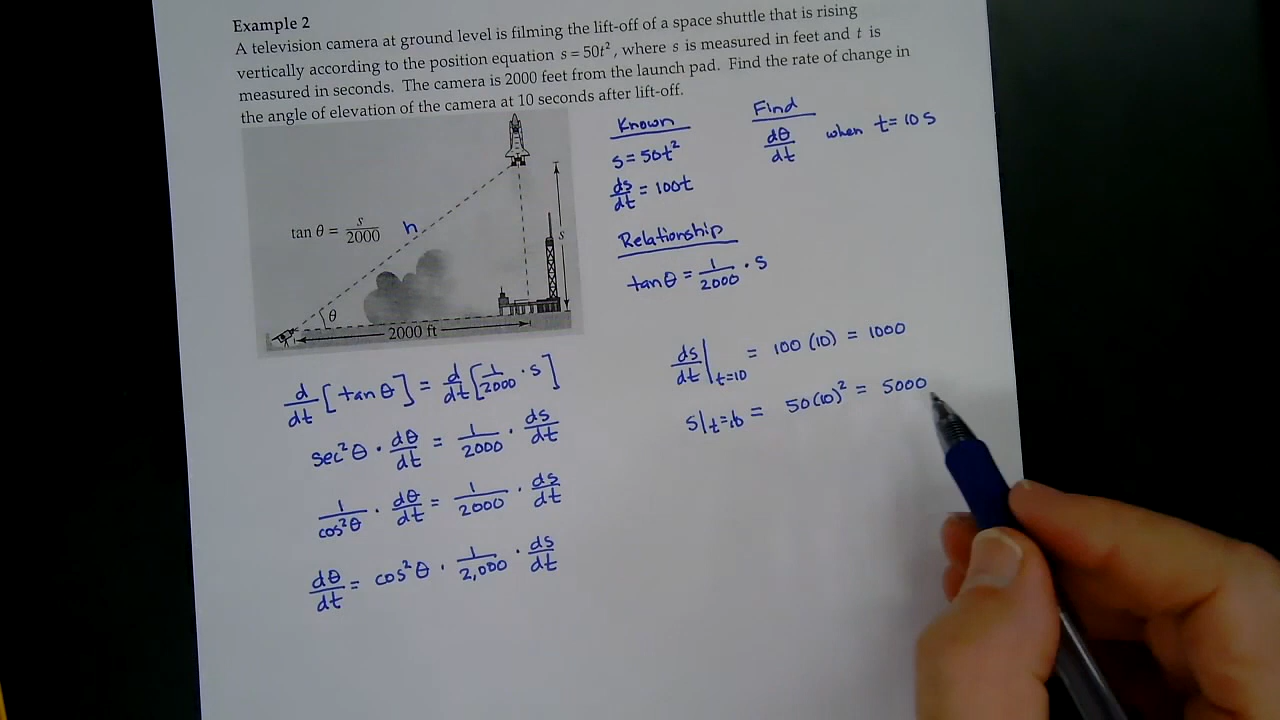 Example 2
A television camera at ground level is filming the lift-off of a space shuttle that is rising
vertically according to the position equation s = 50t², where s is measured in feet and t is
measured in seconds. The camera is 2000 feet from the launch pad. Find the rate of change in
the angle of elevation of the camera at 10 seconds after lift-off.
Known
s = 50t²
ds/dt = 100t
Find
dθ/dt when t = 10 s
Relationship
tanθ = 1/2000 · s
tan θ = s/2000
h
s
θ
2000 ft
d/dt [tan θ] = d/dt [1/2000 · s]
sec²θ · dθ/dt = 1/2000 · ds/dt
1/cos²θ · dθ/dt = 1/2000 · ds/dt
dθ/dt = cos²θ · 1/2,000 · ds/dt
ds/dt |t=10 = 100 (10) = 1000
s|t=10 = 50(10)² = 5000